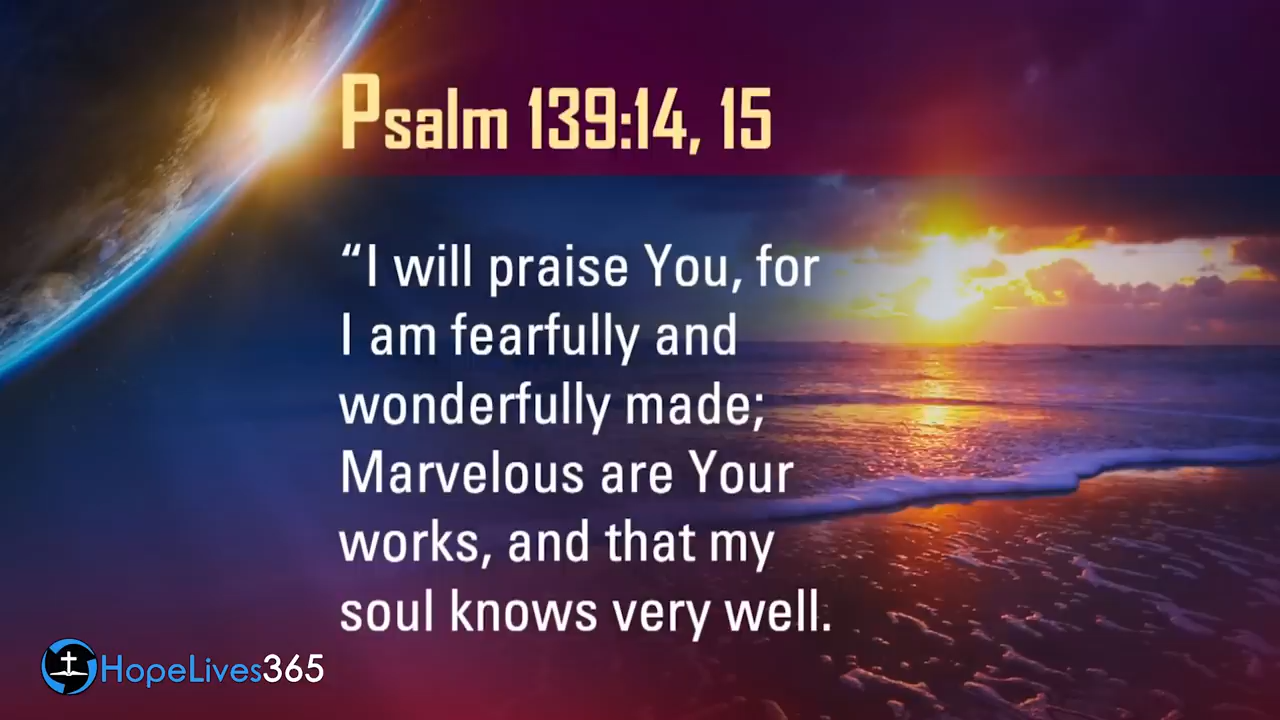 Psalm 139:14, 15
“I will praise You, for
I am fearfully and
wonderfully made;
Marvelous are Your
works, and that my
soul knows very well.
HopeLives365